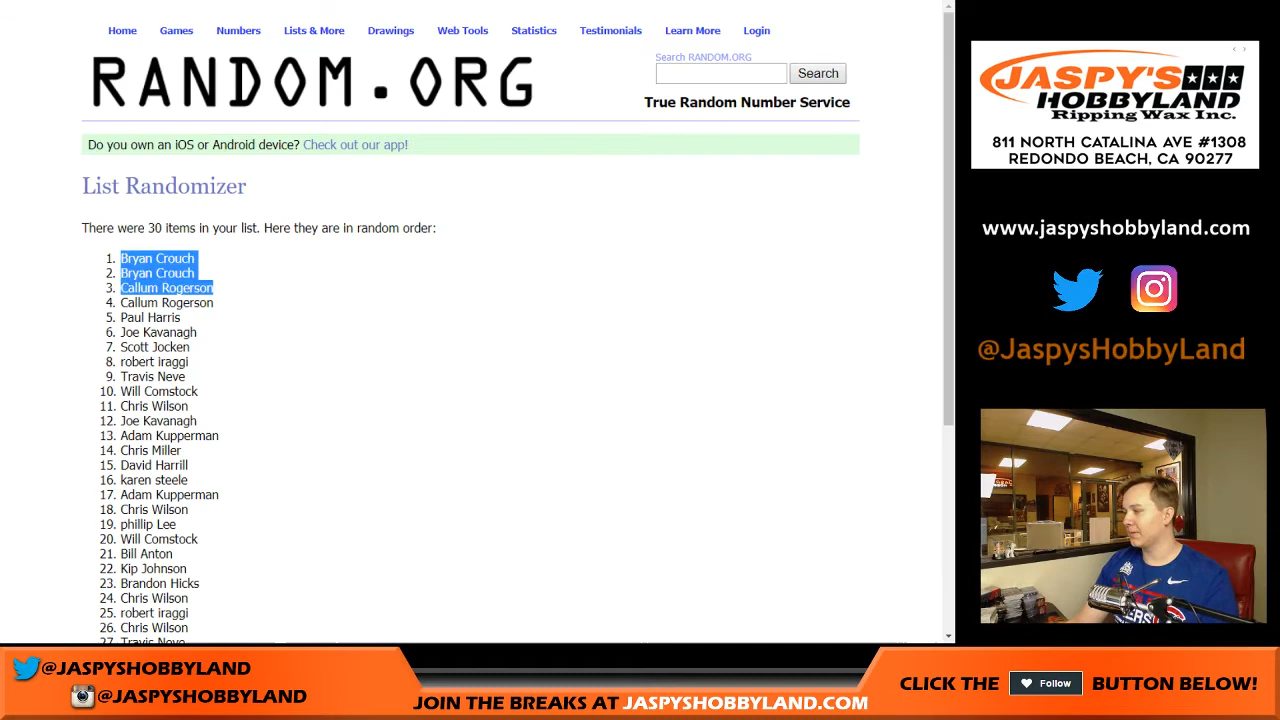 Home Games Numbers Lists & More Drawings Web Tools Statistics Testimonials Learn More Login
RANDOM.ORG
Search RANDOM.ORG
Search
True Random Number Service
Do you own an iOS or Android device? Check out our app!
List Randomizer
There were 30 items in your list. Here they are in random order:
1. Bryan Crouch
2. Bryan Crouch
3. Callum Rogerson
4. Callum Rogerson
5. Paul Harris
6. Joe Kavanagh
7. Scott Jocken
8. robert iraggi
9. Travis Neve
10. Will Comstock
11. Chris Wilson
12. Joe Kavanagh
13. Adam Kupperman
14. Chris Miller
15. David Harrill
16. karen steele
17. Adam Kupperman
18. Chris Wilson
19. phillip Lee
20. Will Comstock
21. Bill Anton
22. Kip Johnson
23. Brandon Hicks
24. Chris Wilson
25. robert iraggi
26. Chris Wilson
27. Travis Neve
JASPY'S
HOBBYLAND
Ripping Wax Inc.
811 NORTH CATALINA AVE #1308
REDONDO BEACH, CA 90277
www.jaspyshobbyland.com
@JaspysHobbyLand
@JASPYSHOBBYLAND
@JASPYSHOBBYLAND
JOIN THE BREAKS AT JASPYSHOBBYLAND.COM
CLICK THE Follow BUTTON BELOW!